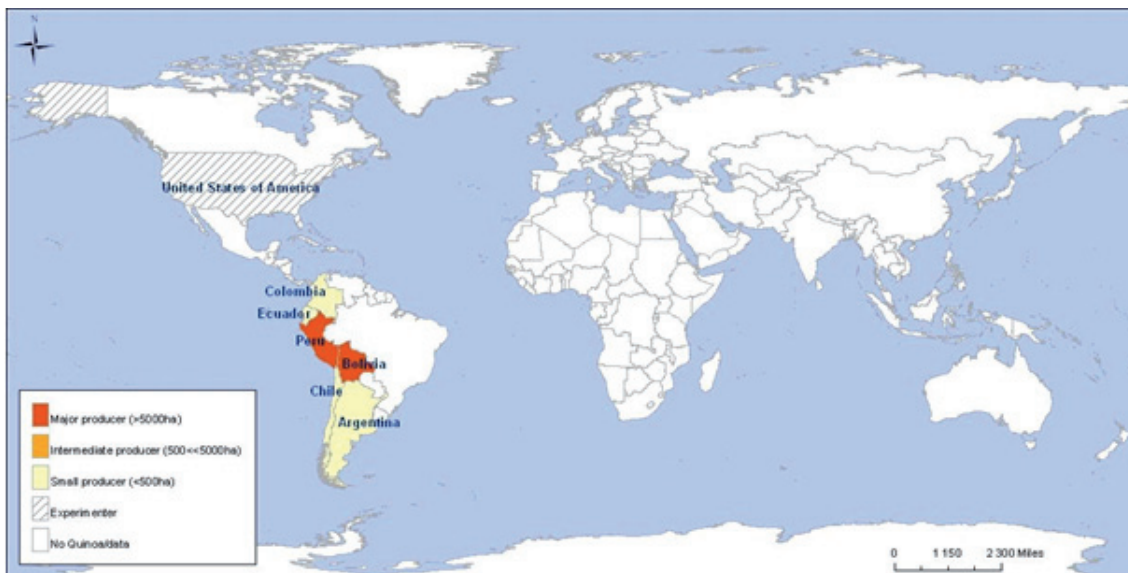 N
United States of America
Colombia
Ecuador
Peru
Bolivia
Chile
Argentina
Major producer (>5000ha)
Intermediate producer (500<<5000ha)
Small producer (<500ha)
Experimenter
No Quinoa/data
0 1 150 2 300 Miles